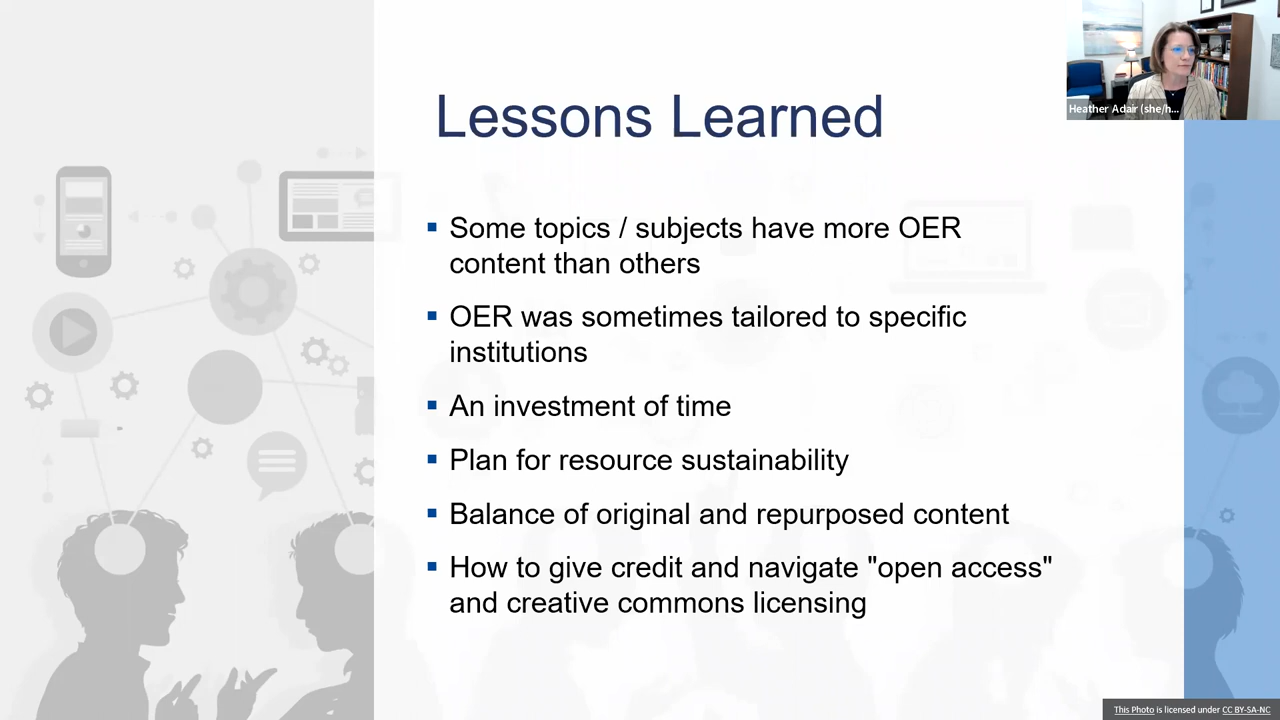 Lessons Learned
Heather Adair (she/h...
Some topics / subjects have more OER
content than others
OER was sometimes tailored to specific
institutions
An investment of time
Plan for resource sustainability
Balance of original and repurposed content
How to give credit and navigate "open access"
and creative commons licensing
This Photo is licensed under CC BY-SA-NC